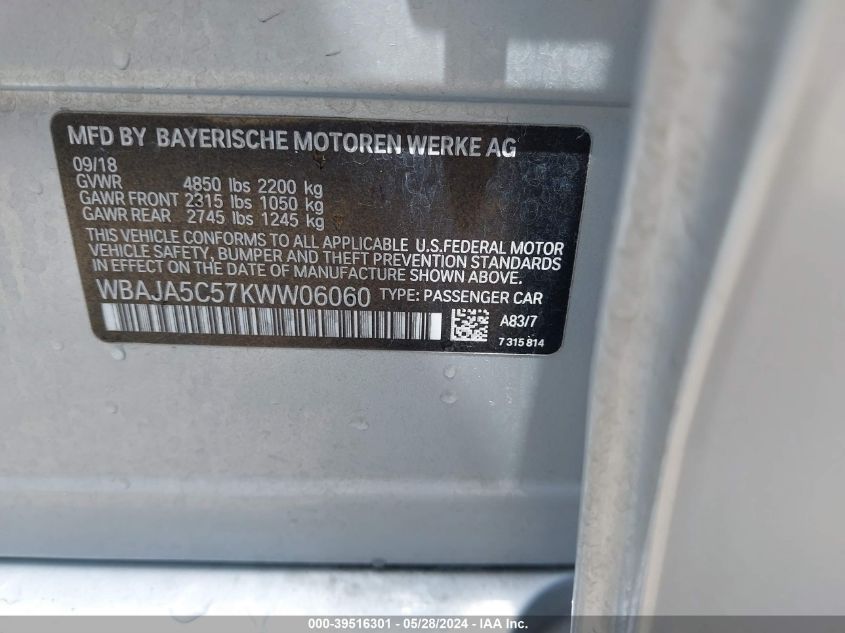 MFD BY BAYERISCHE MOTOREN WERKE AG
09/18
GVWR 4850 lbs 2200 kg
GAWR FRONT 2315 lbs 1050 kg
GAWR REAR 2745 lbs 1245 kg
THIS VEHICLE CONFORMS TO ALL APPLICABLE U.S.FEDERAL MOTOR
VEHICLE SAFETY, BUMPER AND THEFT PREVENTION STANDARDS
IN EFFECT ON THE DATE OF MANUFACTURE SHOWN ABOVE.
WBAJA5C57KWW06060 TYPE: PASSENGER CAR
A83/7
7 315 814
000-39516301 - 05/28/2024 - IAA Inc.